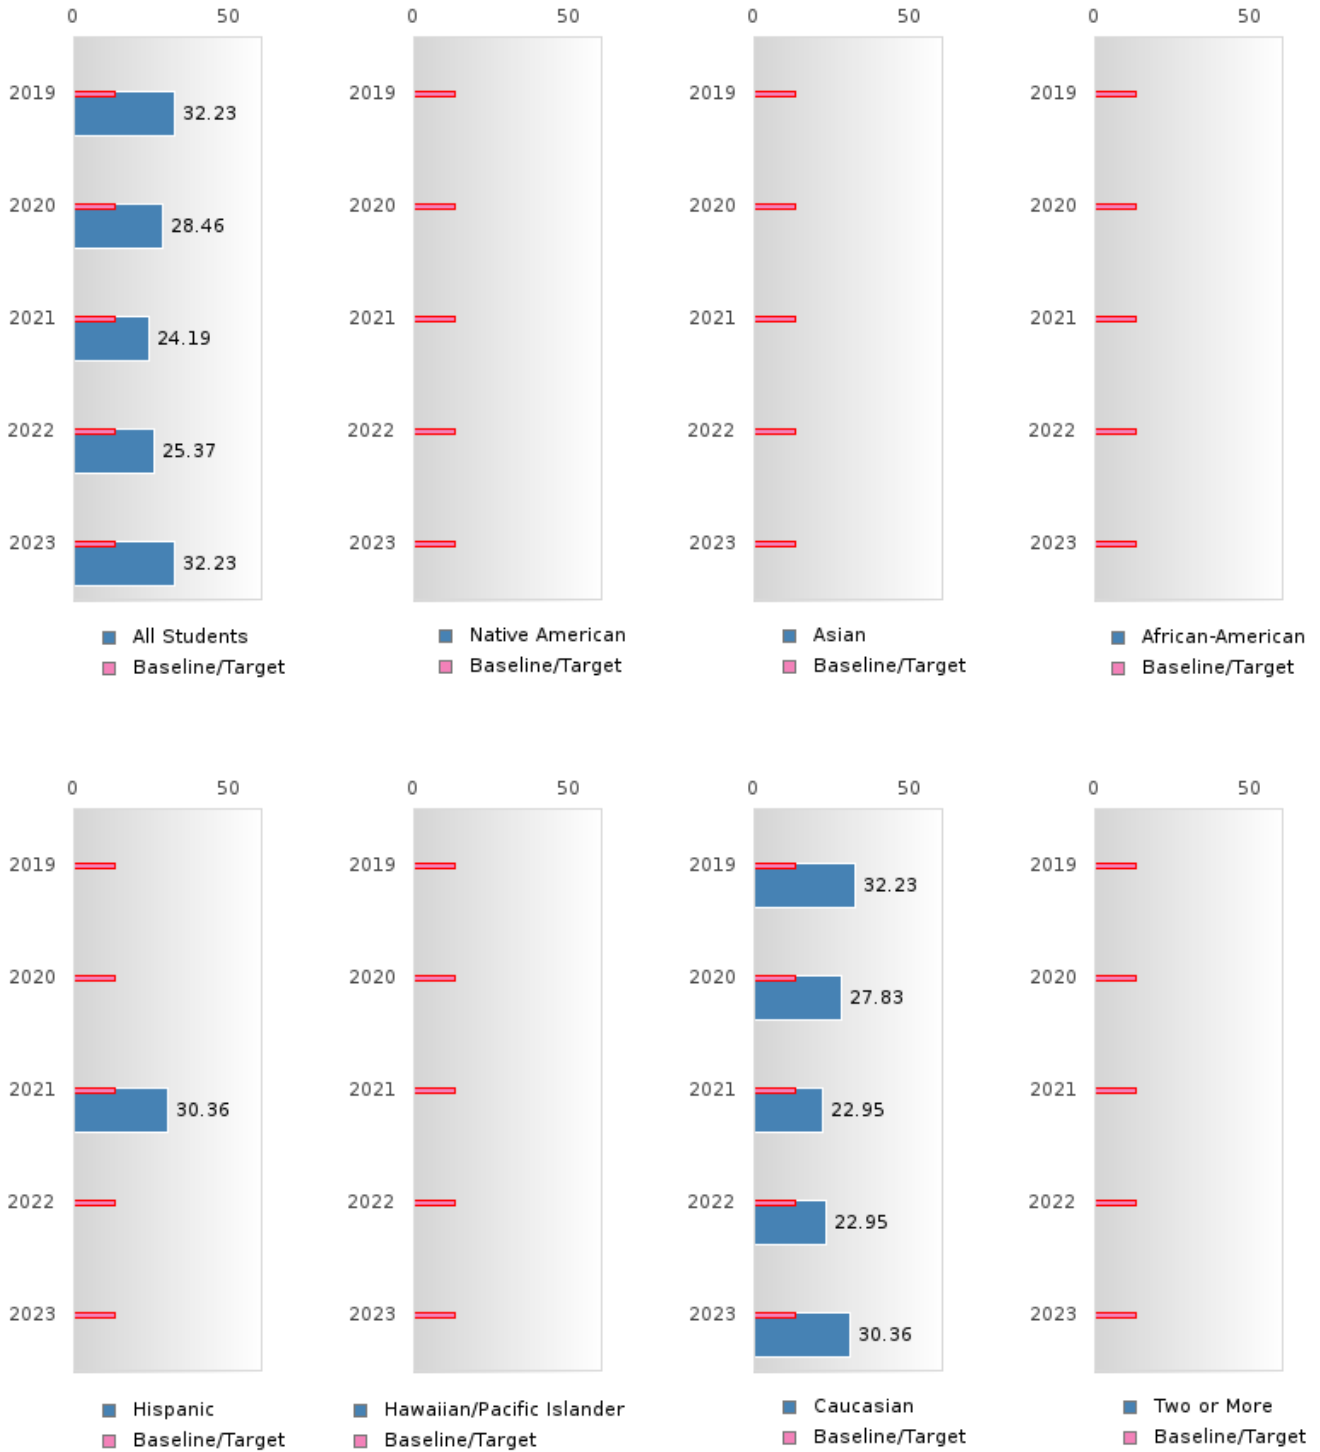 0 50 0 50 0 50 0 50
2019 32.23 2019 2019 2019
2020 28.46 2020 2020 2020
2021 24.19 2021 2021 2021
2022 25.37 2022 2022 2022
2023 32.23 2023 2023 2023
All Students Native American Asian African-American
Baseline/Target Baseline/Target Baseline/Target Baseline/Target
0 50 0 50 0 50 0 50
2019 2019 2019 32.23 2019
2020 2020 2020 27.83 2020
2021 30.36 2021 2021 22.95 2021
2022 2022 2022 22.95 2022
2023 2023 2023 30.36 2023
Hispanic Hawaiian/Pacific Islander Caucasian Two or More
Baseline/Target Baseline/Target Baseline/Target Baseline/Target